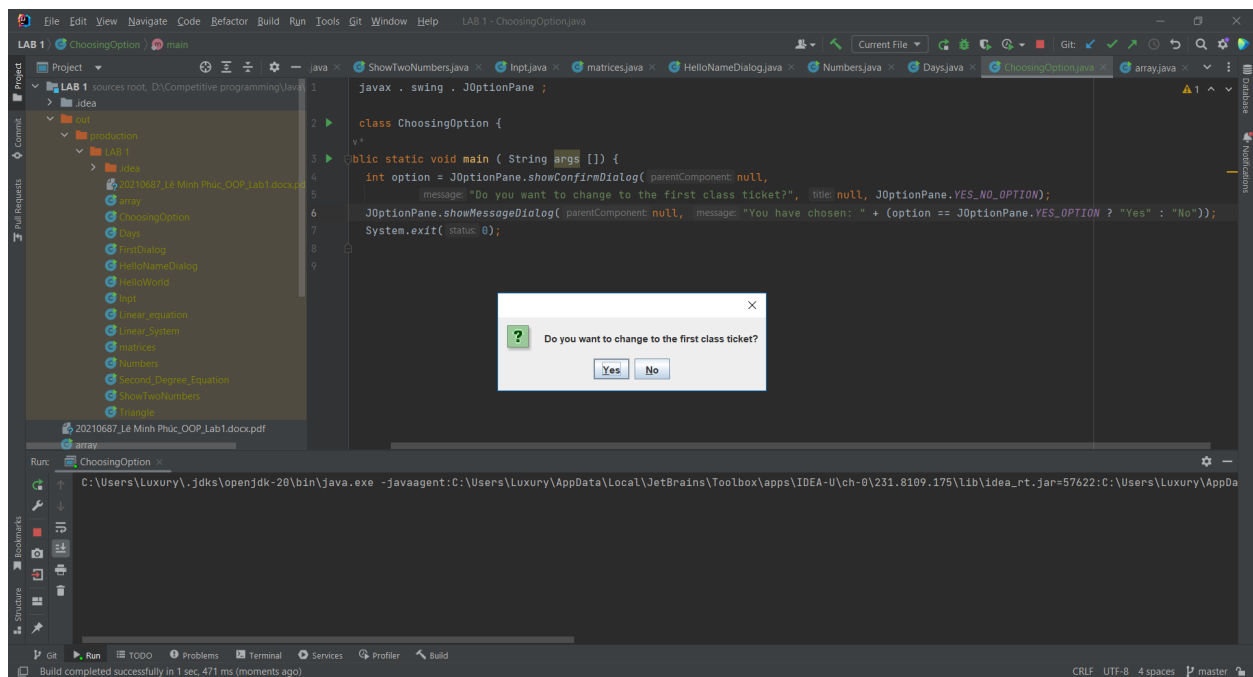 File Edit View Navigate Code Refactor Build Run Tools Git Window Help LAB 1 - ChoosingOption.java
LAB 1 ChoosingOption main Current File Git:
Project java ShowTwoNumbers.java Inpt.java matrices.java HelloNameDialog.java Numbers.java Days.java ChoosingOption.java array.java
Project
Commit
Pull Requests
Bookmarks
Structure
Database
Notifications
LAB 1 sources root, D:\Competitive programming\Java\
.idea
out
production
LAB 1
.idea
20210687_Lê Minh Phúc_OOP_Lab1.docx.pd
array
ChoosingOption
Days
FirstDialog
HelloNameDialog
HelloWorld
Inpt
Linear_equation
Linear_System
matrices
Numbers
Second_Degree_Equation
ShowTwoNumbers
Triangle
20210687_Lê Minh Phúc_OOP_Lab1.docx.pdf
array
1 javax . swing . JOptionPane ;
1
2 class ChoosingOption {
3 blic static void main ( String args []) {
4 int option = JOptionPane.showConfirmDialog( parentComponent: null,
5 message: "Do you want to change to the first class ticket?", title: null, JOptionPane.YES_NO_OPTION);
6 JOptionPane.showMessageDialog( parentComponent: null, message: "You have chosen: " + (option == JOptionPane.YES_OPTION ? "Yes" : "No"));
7 System.exit( status: 0);
8
9
Do you want to change to the first class ticket?
Yes No
Run: ChoosingOption
C:\Users\Luxury\.jdks\openjdk-20\bin\java.exe -javaagent:C:\Users\Luxury\AppData\Local\JetBrains\Toolbox\apps\IDEA-U\ch-0\231.8109.175\lib\idea_rt.jar=57622:C:\Users\Luxury\AppDa
Git Run TODO Problems Terminal Services Profiler Build
Build completed successfully in 1 sec, 471 ms (moments ago) CRLF UTF-8 4 spaces master